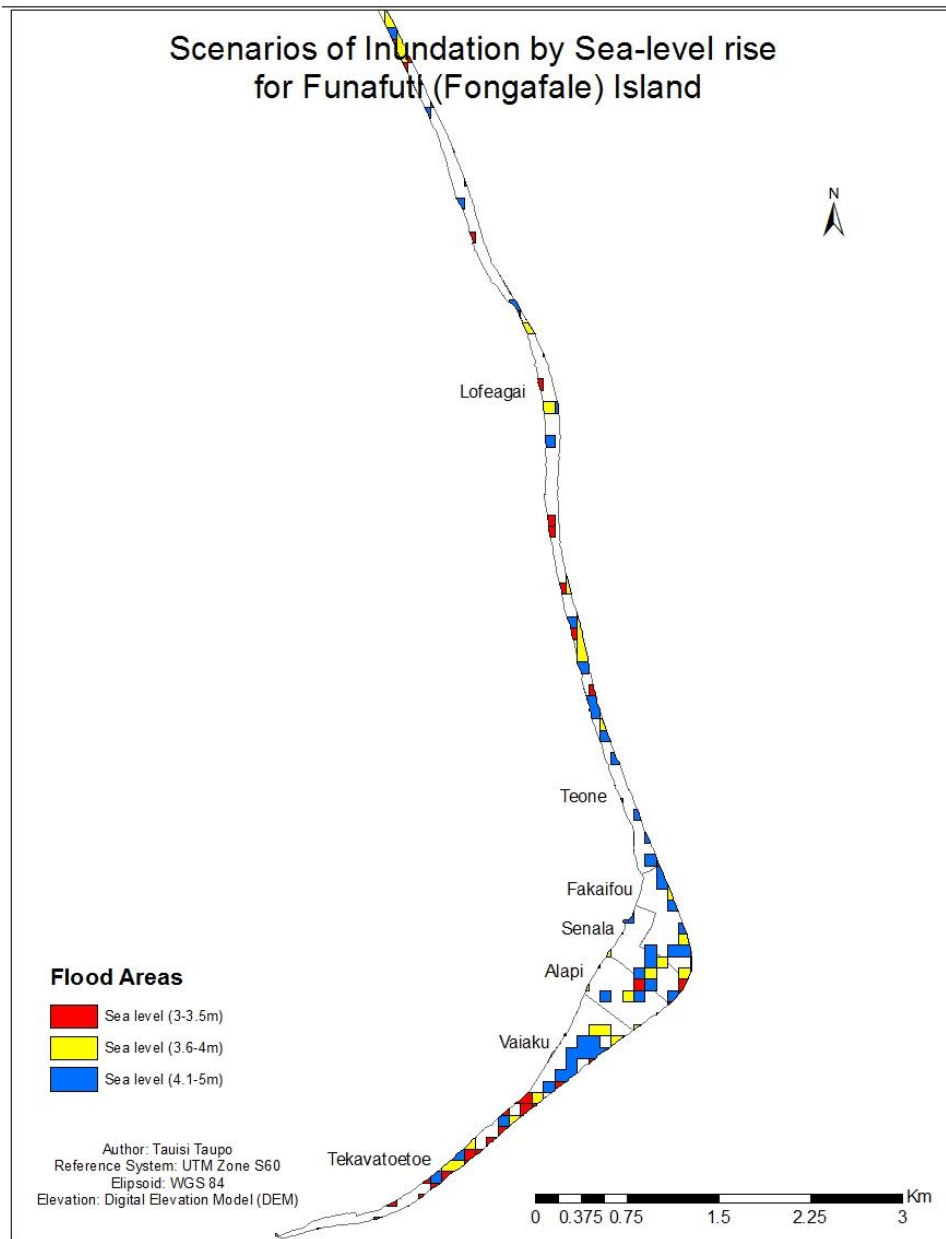 Scenarios of Inundation by Sea-level rise
for Funafuti (Fongafale) Island
N
Lofeagai
Teone
Fakaifou
Senala
Alapi
Vaiaku
Tekavatoetoe
Flood Areas
Sea level (3-3.5m)
Sea level (3.6-4m)
Sea level (4.1-5m)
Author: Tauisi Taupo
Reference System: UTM Zone S60
Elipsoid: WGS 84
Elevation: Digital Elevation Model (DEM)
Km
0 0.375 0.75 1.5 2.25 3